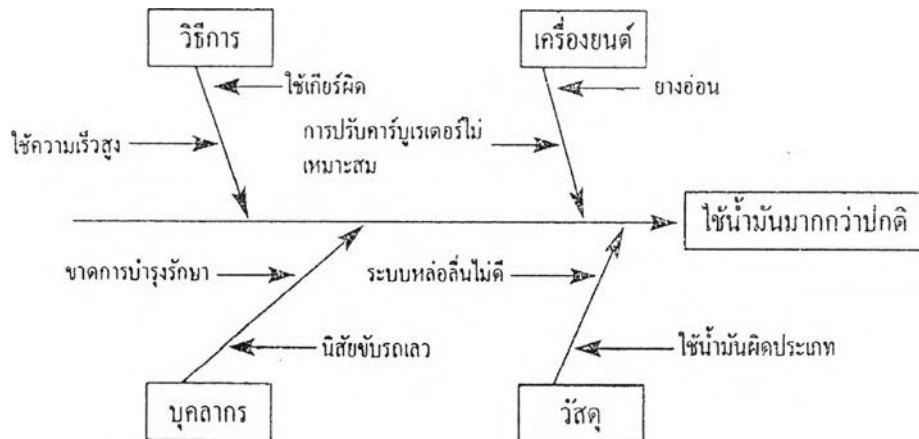 วิธีการ
เครื่องยนต์
ใช้เกียร์ผิด
ยางอ่อน
ใช้ความเร็วสูง
การปรับคาร์บูเรเตอร์ไม่
เหมาะสม
ใช้น้ำมันมากกว่าปกติ
ขาดการบำรุงรักษา
ระบบหล่อลื่นไม่ดี
นิสัยขับรถเลว
ใช้น้ำมันผิดประเภท
บุคลากร
วัสดุ